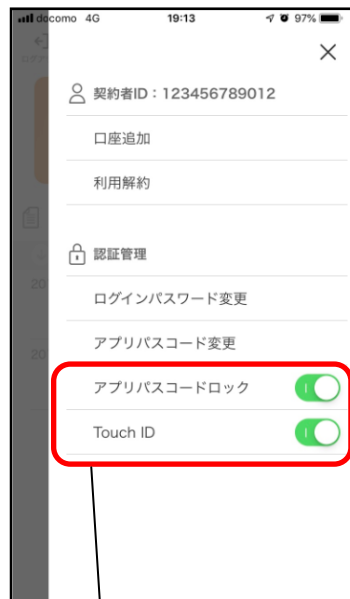 docomo 4G 19:13 97%
契約者ID：123456789012
口座追加
利用解約
認証管理
ログインパスワード変更
アプリパスコード変更
アプリパスコードロック
Touch ID
20
20